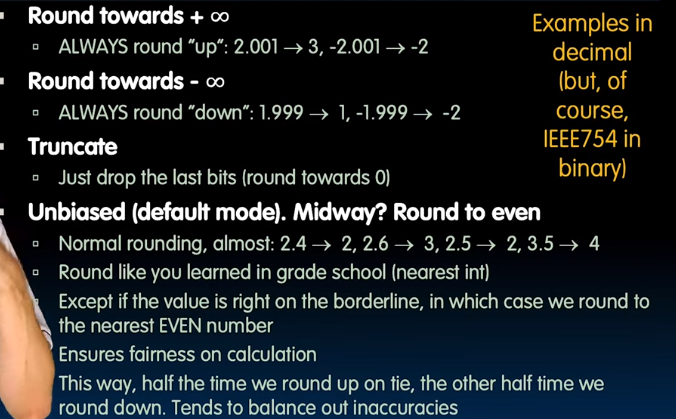 Round towards + ∞
ALWAYS round "up": 2.001 → 3, -2.001 → -2
Round towards - ∞
ALWAYS round "down": 1.999 → 1, -1.999 → -2
Truncate
Just drop the last bits (round towards 0)
Unbiased (default mode). Midway? Round to even
Normal rounding, almost: 2.4 → 2, 2.6 → 3, 2.5 → 2, 3.5 → 4
Round like you learned in grade school (nearest int)
Except if the value is right on the borderline, in which case we round to
the nearest EVEN number
Ensures fairness on calculation
This way, half the time we round up on tie, the other half time we
round down. Tends to balance out inaccuracies
Examples in
decimal
(but, of
course,
IEEE754 in
binary)